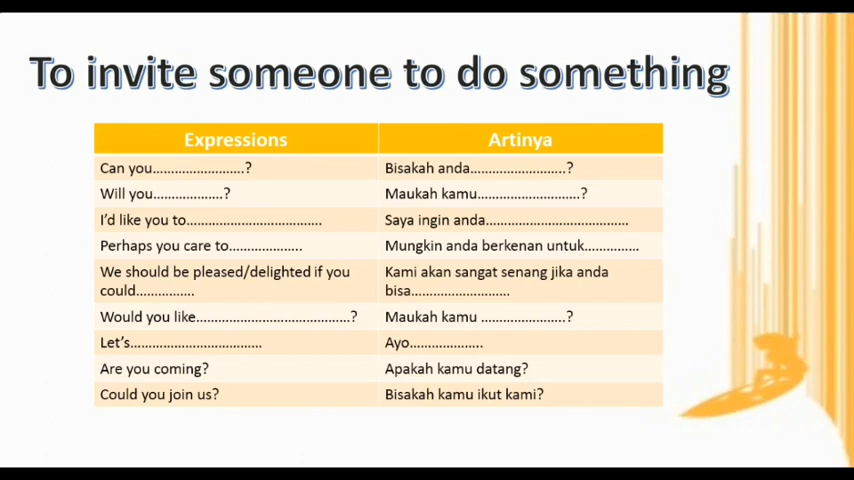 To invite someone to do something
Expressions Artinya
Can you.........................? Bisakah anda..........................?
Will you...................? Maukah kamu............................?
I'd like you to..................................... Saya ingin anda.......................................
Perhaps you care to.................... Mungkin anda berkenan untuk...............
We should be pleased/delighted if you Kami akan sangat senang jika anda
could................ bisa...........................
Would you like..........................................? Maukah kamu .......................?
Let's.................................... Ayo....................
Are you coming? Apakah kamu datang?
Could you join us? Bisakah kamu ikut kami?